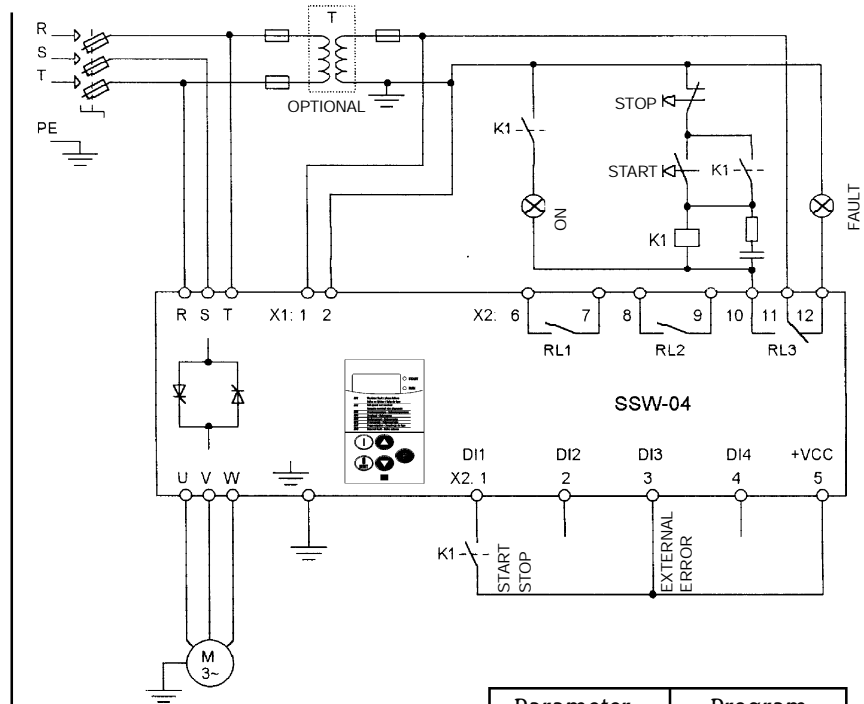 T
R
S
T
OPTIONAL
PE
STOP
K1
START
K1
ON
FAULT
K1
R S T X1: 1 2 X2: 6 7 8 9 10 11 12
RL1 RL2 RL3
SSW-04
DI1 DI2 DI3 DI4 +VCC
U V W X2. 1 2 3 4 5
K1
START
STOP
EXTERNAL
ERROR
M
3~
Parameter Program